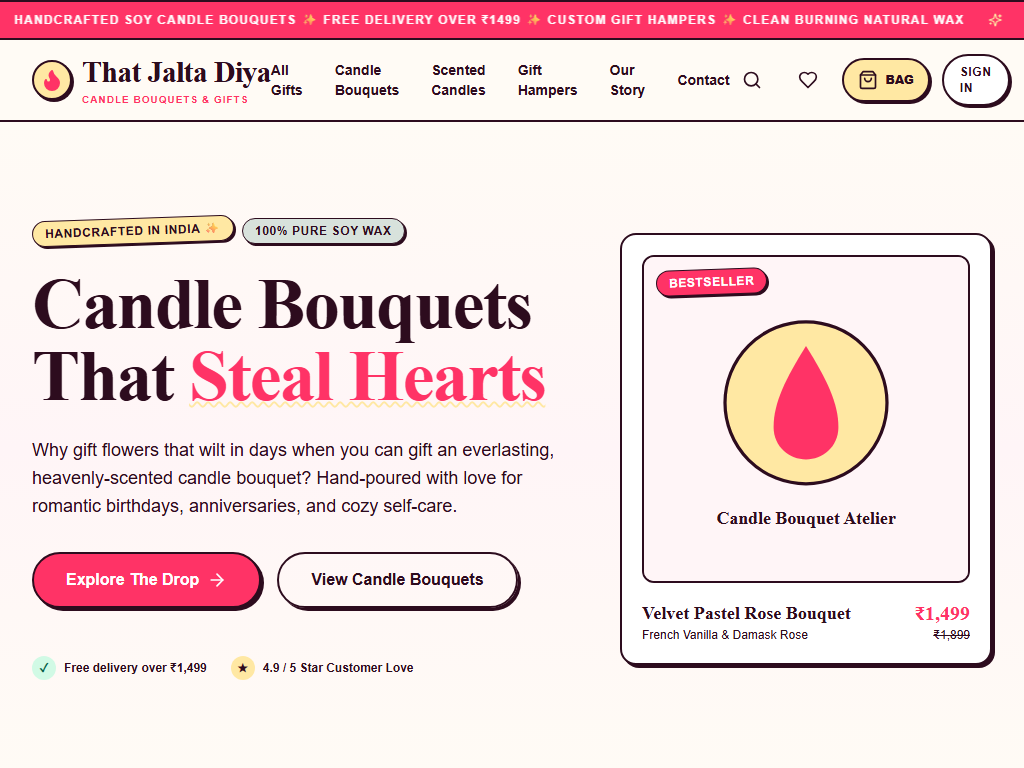 HANDCRAFTED SOY CANDLE BOUQUETS ✨ FREE DELIVERY OVER ₹1499 ✨ CUSTOM GIFT HAMPERS ✨ CLEAN BURNING NATURAL WAX
That Jalta Diya
CANDLE BOUQUETS & GIFTS
All Gifts
Candle Bouquets
Scented Candles
Gift Hampers
Our Story
Contact
BAG
SIGN IN
HANDCRAFTED IN INDIA ✨
100% PURE SOY WAX
Candle Bouquets
That Steal Hearts
Why gift flowers that wilt in days when you can gift an everlasting,
heavenly-scented candle bouquet? Hand-poured with love for
romantic birthdays, anniversaries, and cozy self-care.
Explore The Drop →
View Candle Bouquets
✓ Free delivery over ₹1,499
★ 4.9 / 5 Star Customer Love
BESTSELLER
Candle Bouquet Atelier
Velvet Pastel Rose Bouquet ₹1,499
French Vanilla & Damask Rose ₹1,899